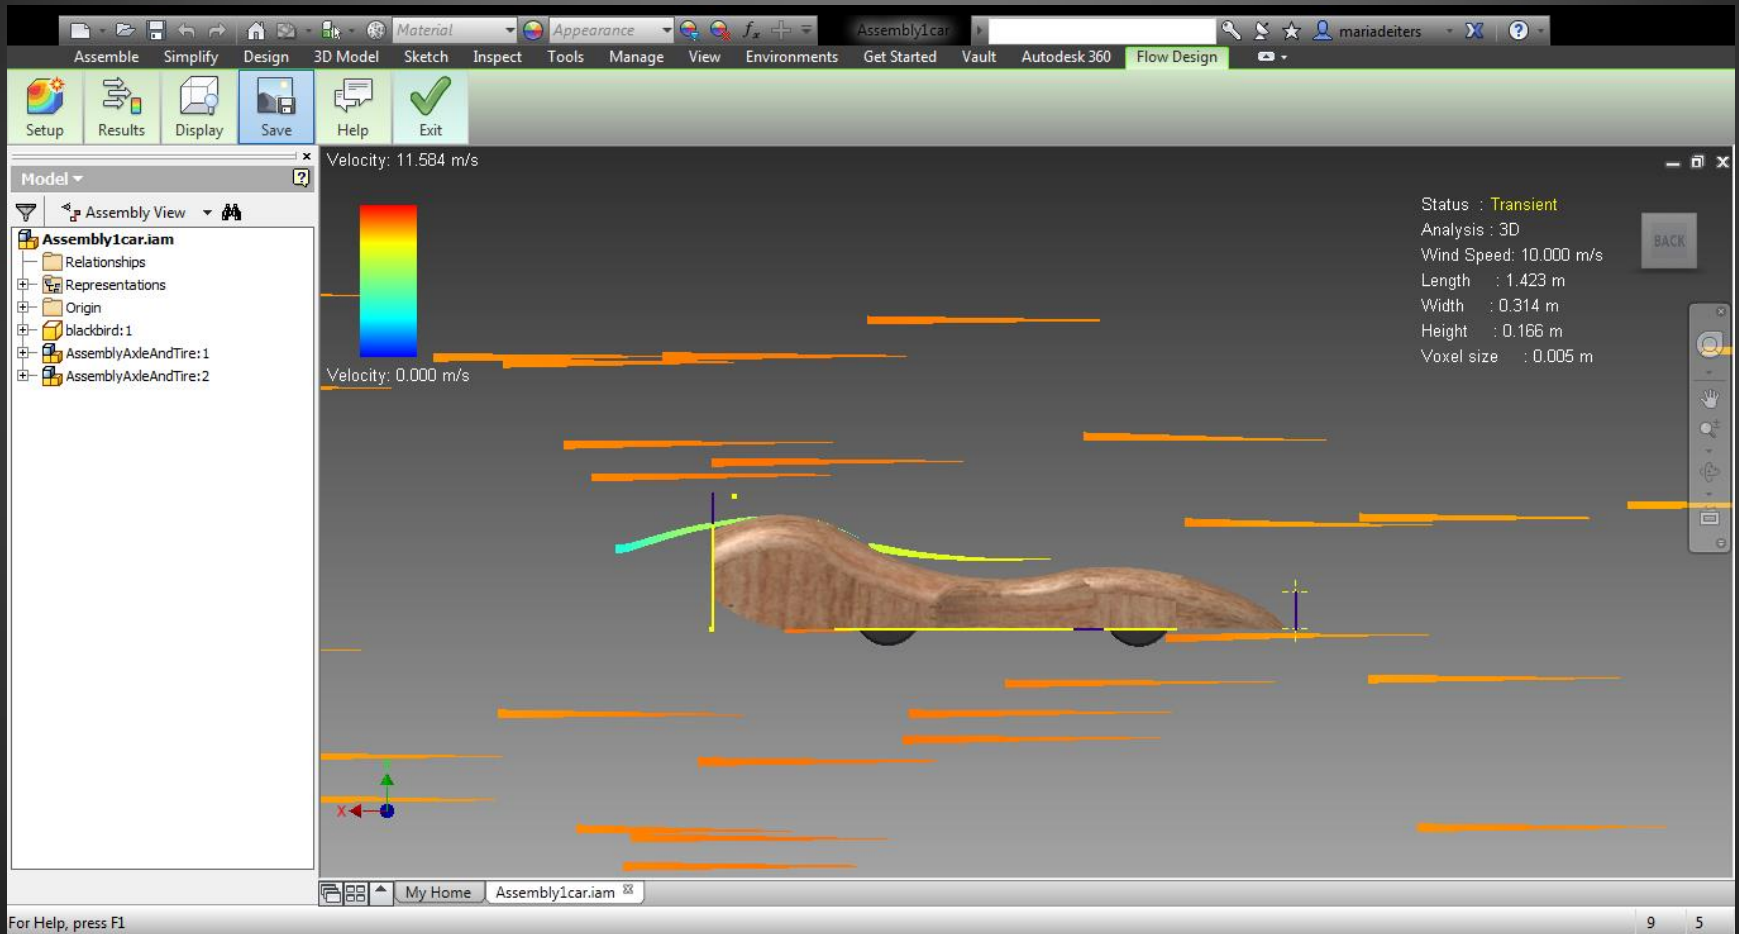 Material
Appearance
fx
Assembly1car
mariadeiters
Assemble Simplify Design 3D Model Sketch Inspect Tools Manage View Environments Get Started Vault Autodesk 360 Flow Design
Setup Results Display Save Help Exit
Model
Assembly View
Assembly1car.iam
Relationships
Representations
Origin
blackbird:1
AssemblyAxleAndTire:1
AssemblyAxleAndTire:2
Velocity: 11.584 m/s
Velocity: 0.000 m/s
Status : Transient
Analysis : 3D
Wind Speed: 10.000 m/s
Length : 1.423 m
Width : 0.314 m
Height : 0.166 m
Voxel size : 0.005 m
BACK
X
My Home Assembly1car.iam
For Help, press F1
9 5